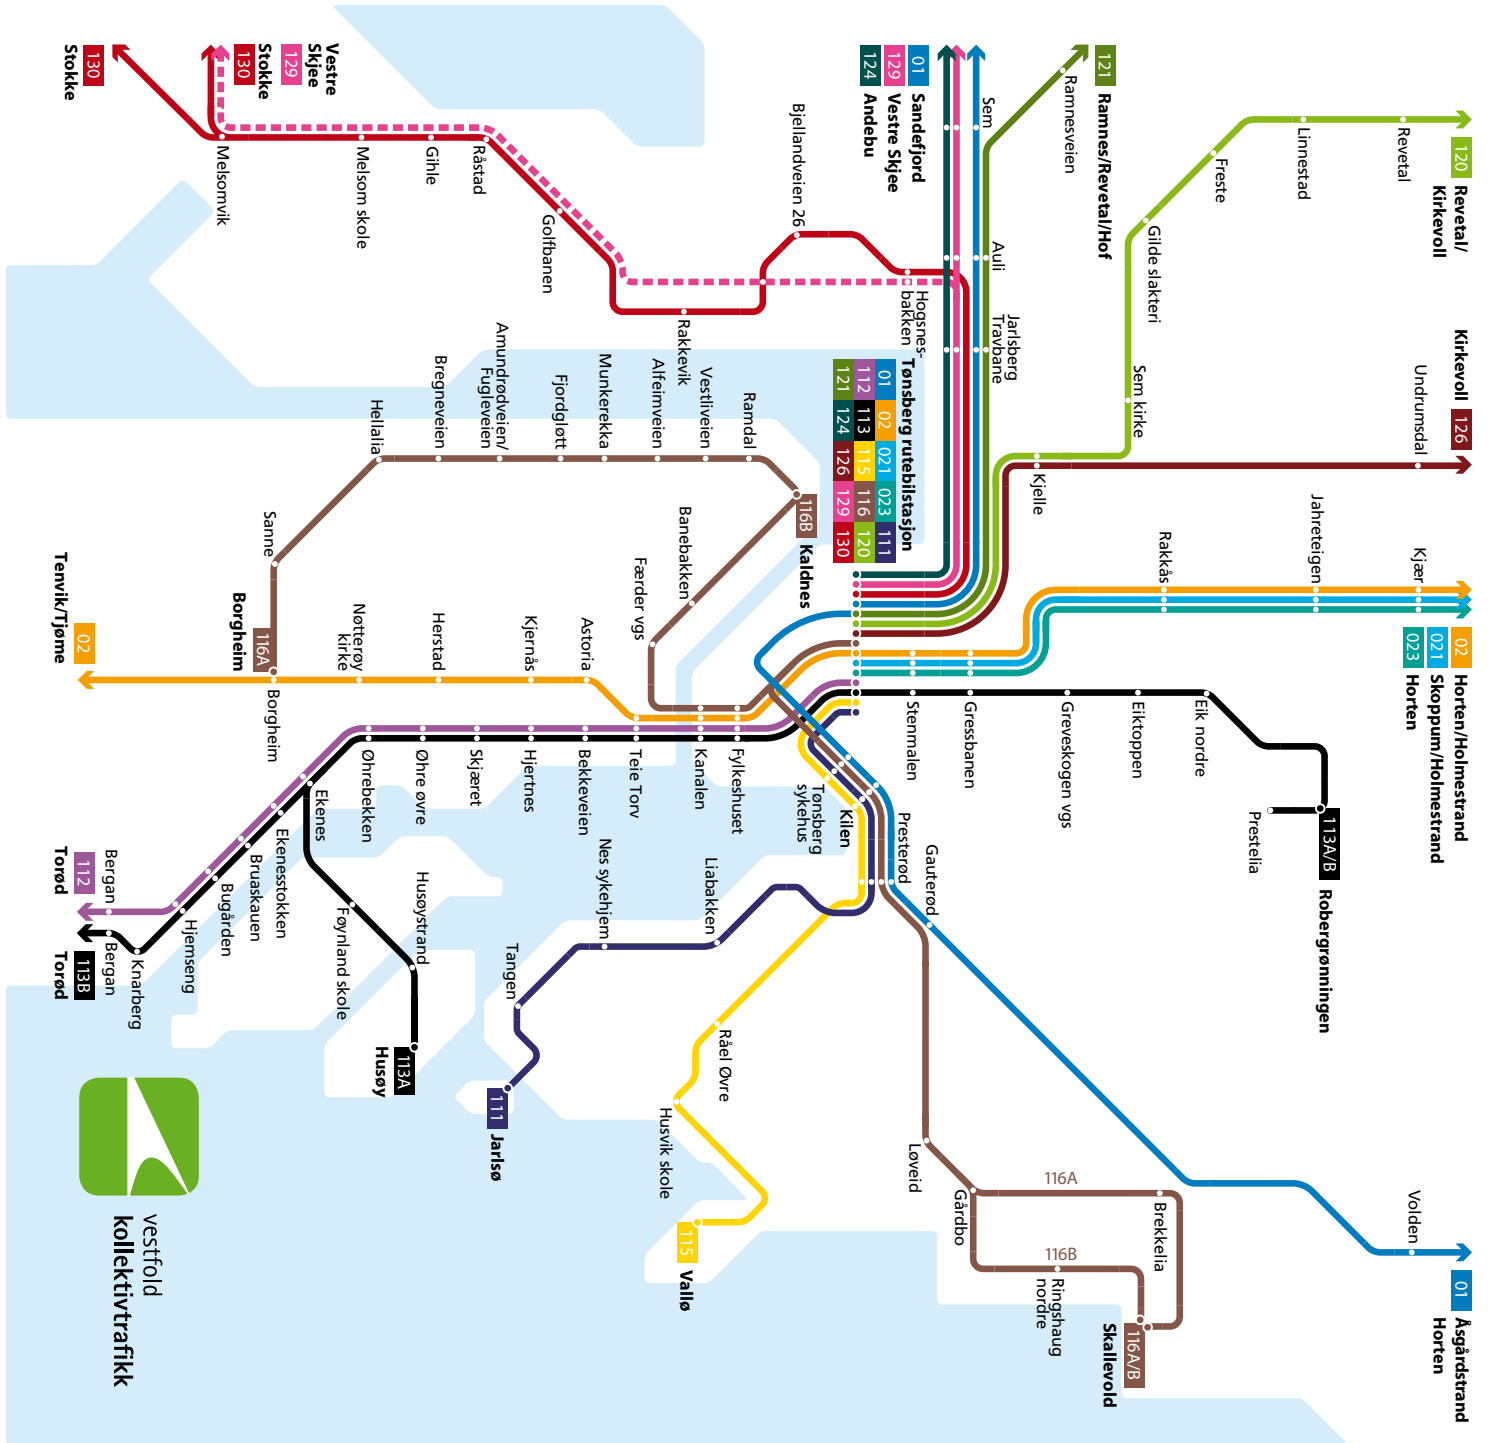 120
Revetal/
Kirkevoll
Revetal
Linnestad
Freste
Gilde slakteri
Sem kirke
Kirkevoll
126
Undrumsdal
Kjelle
121
Ramnes/Revetal/Hof
Ramnesveien
01
Sandefjord
129
Vestre Skjee
124
Andebu
Sem
Auli
Jarlsberg
Travbane
Hogsnes-
bakken
Bjellandveien 26
Rakkevik
Golfbanen
Råstad
Gihle
Melsom skole
Melsomvik
Vestre
Skjee
129
130
Stokke
130
Stokke
Jahreteigen
Kjær
Rakkås
02
Horten/Holmestrand
021
Skoppum/Holmestrand
023
Horten
Tønsberg rutebilstasjon
01
02
021
023
111
112
113
115
116
120
121
124
126
129
130
116B
Kaldnes
Ramdal
Vestliveien
Alfeimveien
Munkerekka
Fjordgløtt
Amundrødveien/
Fugleveien
Bregneveien
Hellalia
Sanne
Borgheim
116A
Banebakken
Færder vgs
Tenvik/Tjøme
02
Astoria
Kjernås
Herstad
Nøtterøy
kirke
Borgheim
Stenmalen
Gressbanen
Greveskogen vgs
Eiktoppen
Eik nordre
Prestelia
113A/B
Robergrønningen
Fylkeshuset
Kanalen
Teie Torv
Bekkeveien
Hjertnes
Skjæret
Øhre øvre
Øhrebekken
Ekenes
Ekenesstokken
Bruaskauen
Bugården
Hjemseng
Knarberg
Bergan
Bergan
Torød
112
Torød
113B
Føynland skole
Husøystrand
113A
Husøy
Tønsberg
sykehus
Kilen
Presterød
Gauterød
Liabakken
Nes sykehjem
Tangen
111
Jarlsø
Råel Øvre
Husvik skole
115
Vallø
Løveid
Gårdbo
116A
Brekkelia
116B
Ringshaug
nordre
116A/B
Skallevold
Volden
01
Åsgårdstrand
Horten
vestfold
kollektivtrafikk